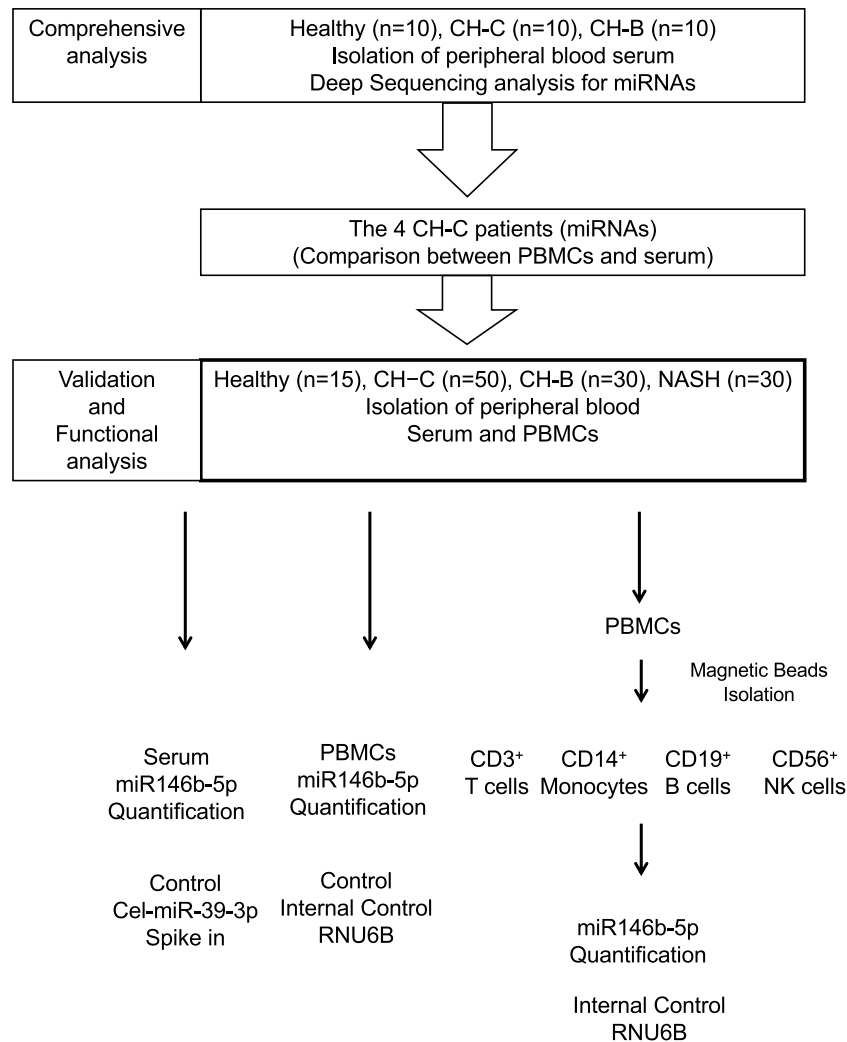 Comprehensive
analysis
Healthy (n=10), CH-C (n=10), CH-B (n=10)
Isolation of peripheral blood serum
Deep Sequencing analysis for miRNAs
The 4 CH-C patients (miRNAs)
(Comparison between PBMCs and serum)
Validation
and
Functional
analysis
Healthy (n=15), CH−C (n=50), CH-B (n=30), NASH (n=30)
Isolation of peripheral blood
Serum and PBMCs
PBMCs
Magnetic Beads
Isolation
Serum
miR146b-5p
Quantification
Control
Cel-miR-39-3p
Spike in
PBMCs
miR146b-5p
Quantification
Control
Internal Control
RNU6B
CD3⁺
T cells
CD14⁺
Monocytes
CD19⁺
B cells
CD56⁺
NK cells
miR146b-5p
Quantification
Internal Control
RNU6B